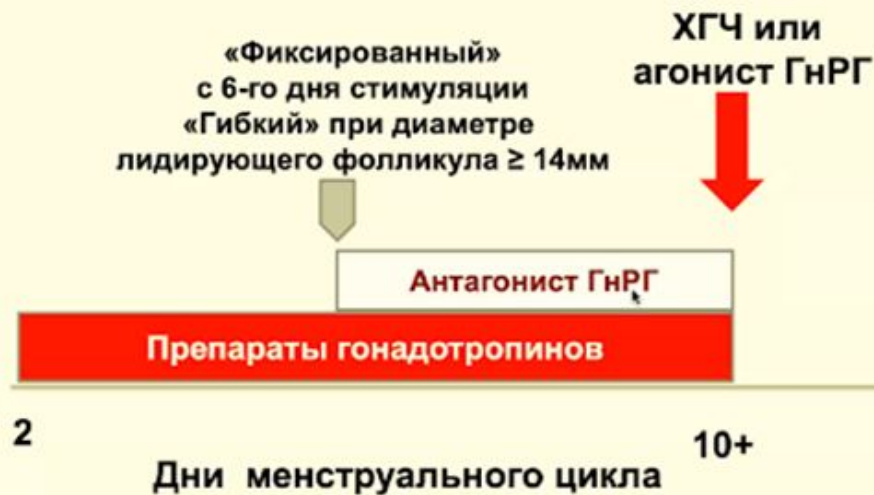 «Фиксированный»
с 6-го дня стимуляции
«Гибкий» при диаметре
лидирующего фолликула ≥ 14мм
ХГЧ или
агонист ГнРГ
Антагонист ГнРГ
Препараты гонадотропинов
2
10+
Дни менструального цикла